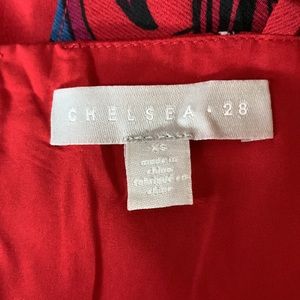 CHELSEA • 28
XS
made in
china
fabriqué en
chine